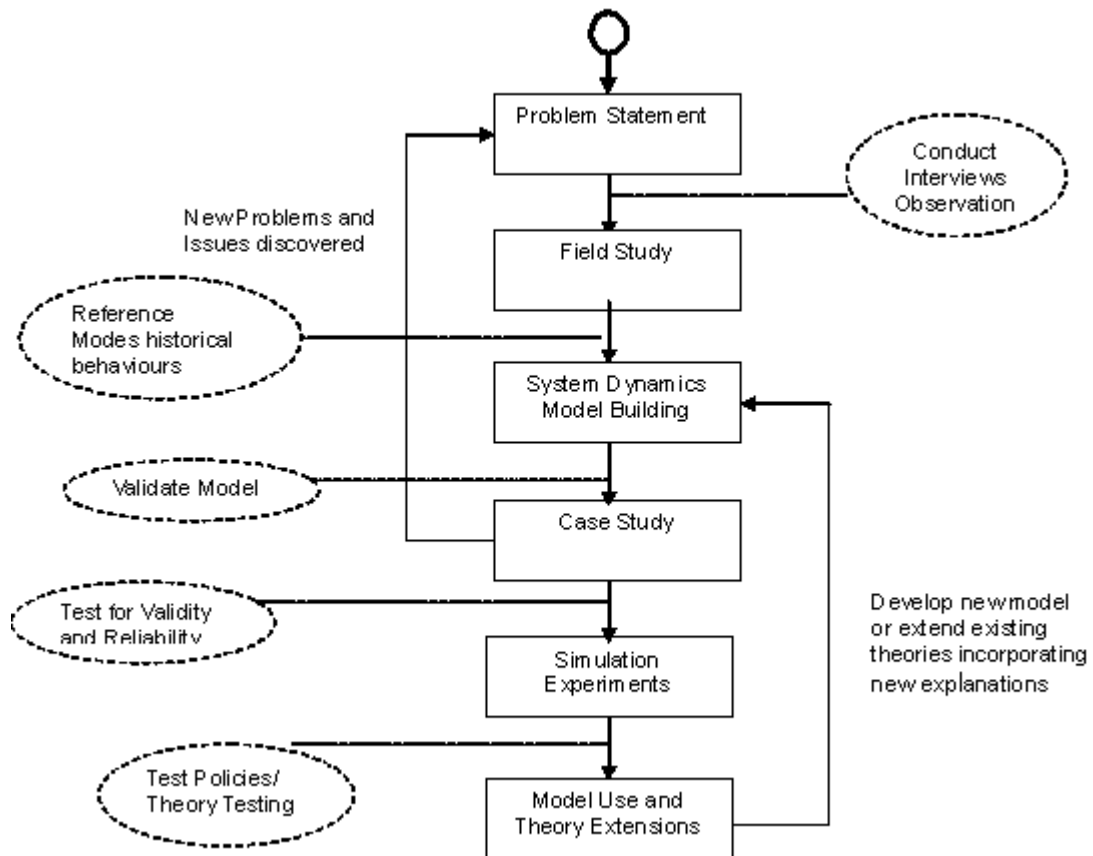 Problem Statement
Conduct
Interviews
Observation
New Problems and
Issues discovered
Field Study
Reference
Modes historical
behaviours
System Dynamics
Model Building
Validate Model
Case Study
Test for Validity
and Reliability
Develop new model
or extend existing
theories incorporating
new explanations
Simulation
Experiments
Test Policies/
Theory Testing
Model Use and
Theory Extensions